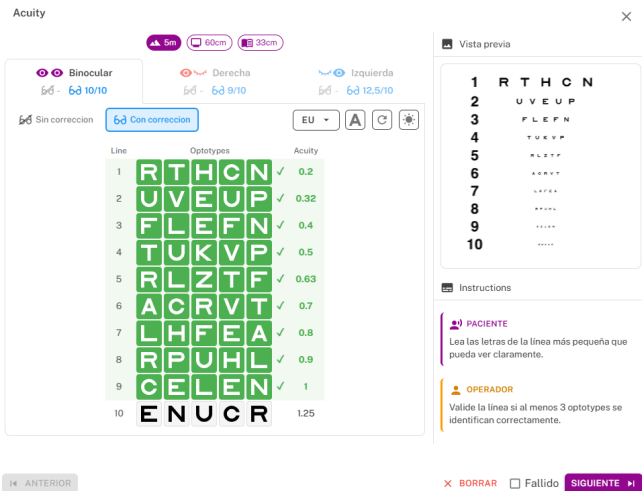 Acuity
5m 60cm 33cm
Binocular
- 10/10
Derecha
- 9/10
Izquierda
- 12,5/10
Sin correccion
Con correccion
EU
A
Line Optotypes Acuity
1 R T H C N ✓ 0.2
2 U V E U P ✓ 0.32
3 F L E F N ✓ 0.4
4 T U K V P ✓ 0.5
5 R L Z T F ✓ 0.63
6 A C R V T ✓ 0.7
7 L H F E A ✓ 0.8
8 R P U H L ✓ 0.9
9 C E L E N ✓ 1
10 E N U C R 1.25
Vista previa
1 R T H C N
2 U V E U P
3 F L E F N
4 T U K V P
5 R L Z T F
6 A C R V T
7 L H F E A
8 R P U H L
9
10
Instructions
PACIENTE
Lea las letras de la línea más pequeña que
pueda ver claramente.
OPERADOR
Valide la línea si al menos 3 optotypes se
identifican correctamente.
ANTERIOR
BORRAR
Fallido
SIGUIENTE